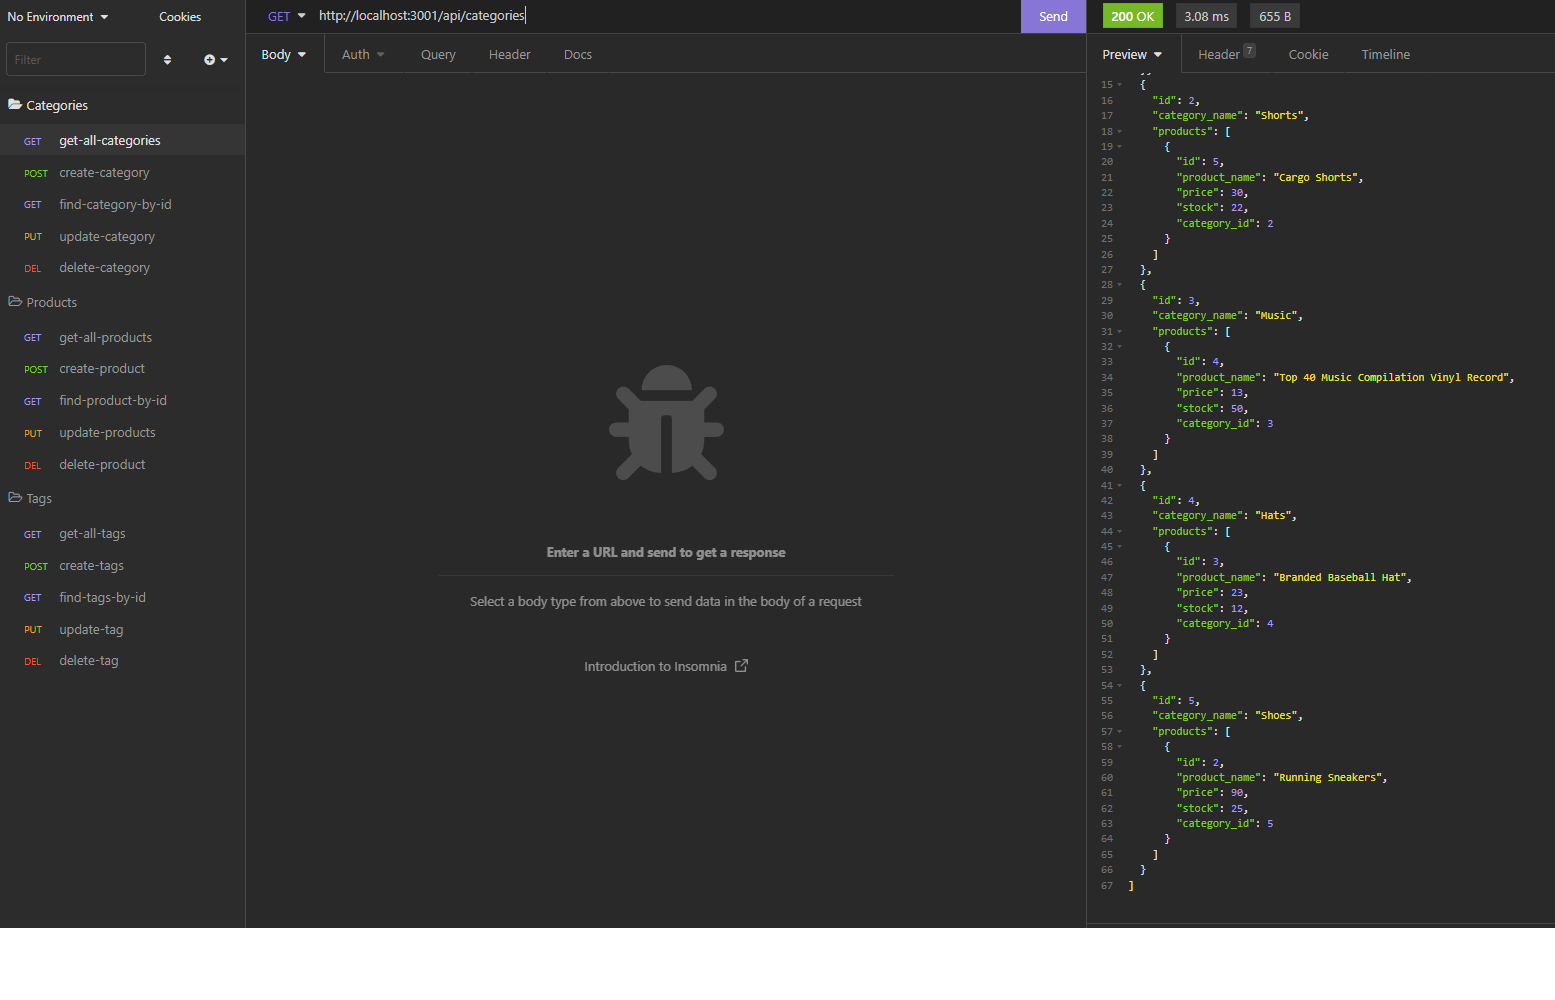 No Environment
Cookies
Filter
Categories
GET get-all-categories
POST create-category
GET find-category-by-id
PUT update-category
DEL delete-category
Products
GET get-all-products
POST create-product
GET find-product-by-id
PUT update-products
DEL delete-product
Tags
GET get-all-tags
POST create-tags
GET find-tags-by-id
PUT update-tag
DEL delete-tag
GET http://localhost:3001/api/categories Send
Body Auth Query Header Docs
Enter a URL and send to get a response
Select a body type from above to send data in the body of a request
Introduction to Insomnia
200 OK 3.08 ms 655 B
Preview Header 7 Cookie Timeline
15 {
16 "id": 2,
17 "category_name": "Shorts",
18 "products": [
19 {
20 "id": 5,
21 "product_name": "Cargo Shorts",
22 "price": 30,
23 "stock": 22,
24 "category_id": 2
25 }
26 ]
27 },
28 {
29 "id": 3,
30 "category_name": "Music",
31 "products": [
32 {
33 "id": 4,
34 "product_name": "Top 40 Music Compilation Vinyl Record",
35 "price": 13,
36 "stock": 50,
37 "category_id": 3
38 }
39 ]
40 },
41 {
42 "id": 4,
43 "category_name": "Hats",
44 "products": [
45 {
46 "id": 3,
47 "product_name": "Branded Baseball Hat",
48 "price": 23,
49 "stock": 12,
50 "category_id": 4
51 }
52 ]
53 },
54 {
55 "id": 5,
56 "category_name": "Shoes",
57 "products": [
58 {
59 "id": 2,
60 "product_name": "Running Sneakers",
61 "price": 90,
62 "stock": 25,
63 "category_id": 5
64 }
65 ]
66 }
67 ]